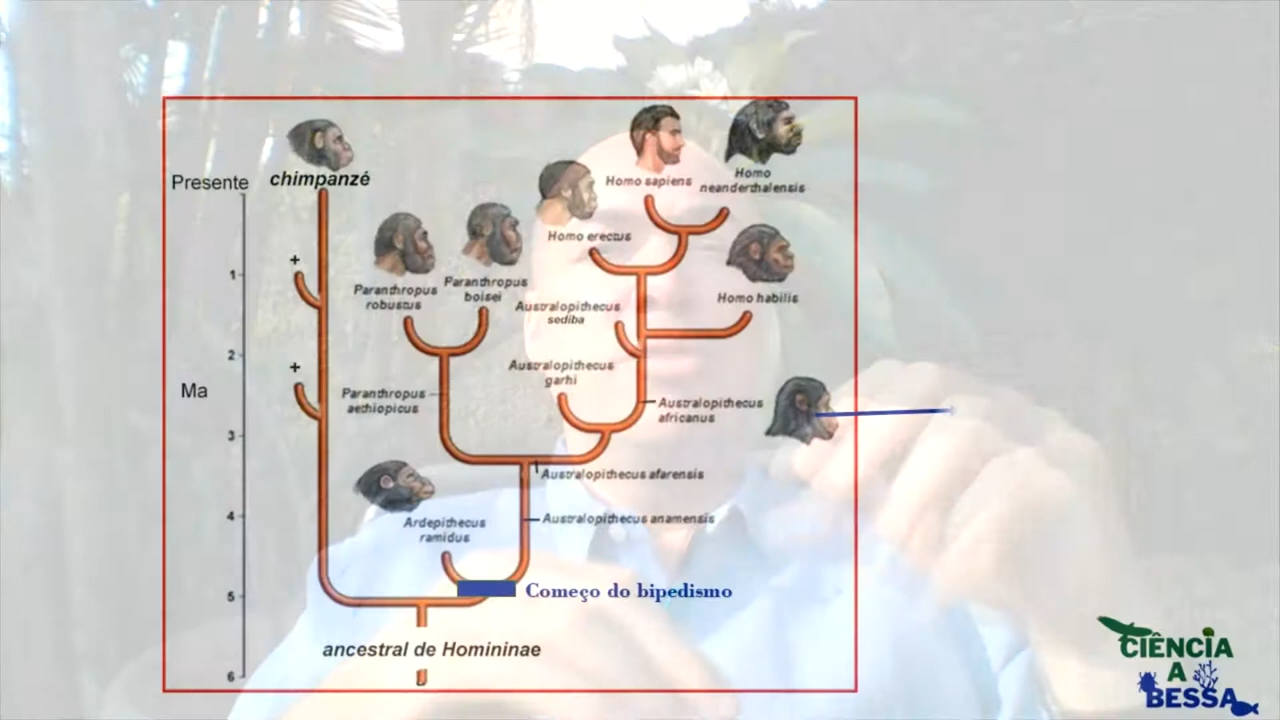 Presente
chimpanzé
Homo sapiens
Homo
neanderthalensis
Homo erectus
+
1
Paranthropus
robustus
Paranthropus
boisei
Australopithecus
sediba
Homo habilis
2
+
Ma
Australopithecus
garhi
Paranthropus
aethiopicus
Australopithecus
africanus
3
Australopithecus afarensis
4
Ardepithecus
ramidus
Australopithecus anamensis
5
Começo do bipedismo
ancestral de Homininae
6
CIÊNCIA
A
BESSA